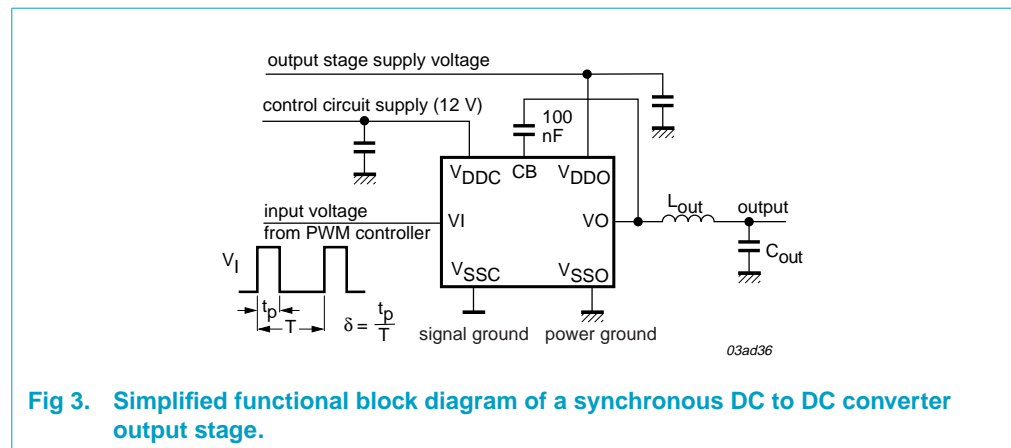 output stage supply voltage
control circuit supply (12 V)
100
nF
VDDC CB VDDO
Lout output
input voltage
from PWM controller
VI
VO
Cout
VI
VSSC VSSO
tp
T
δ = tp
T
signal ground power ground
03ad36
Fig 3. Simplified functional block diagram of a synchronous DC to DC converter
output stage.